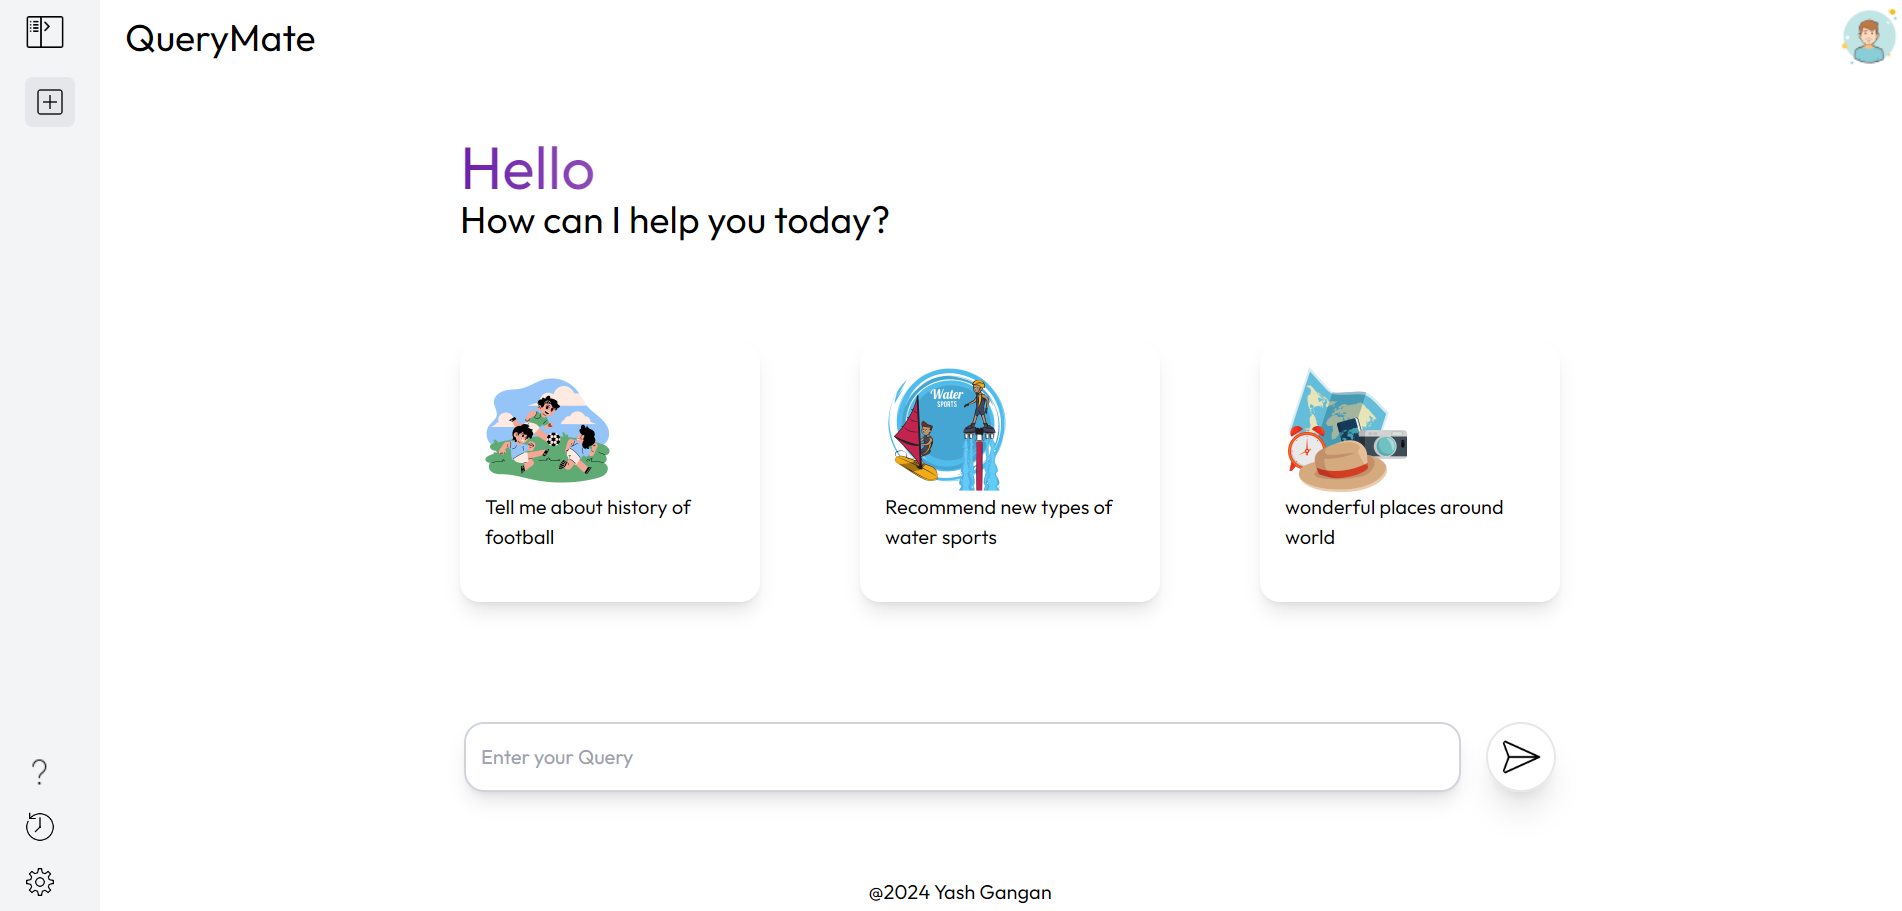 QueryMate
Hello
How can I help you today?
Water
SPORTS
Tell me about history of
football
Recommend new types of
water sports
wonderful places around
world
Enter your Query
@2024 Yash Gangan